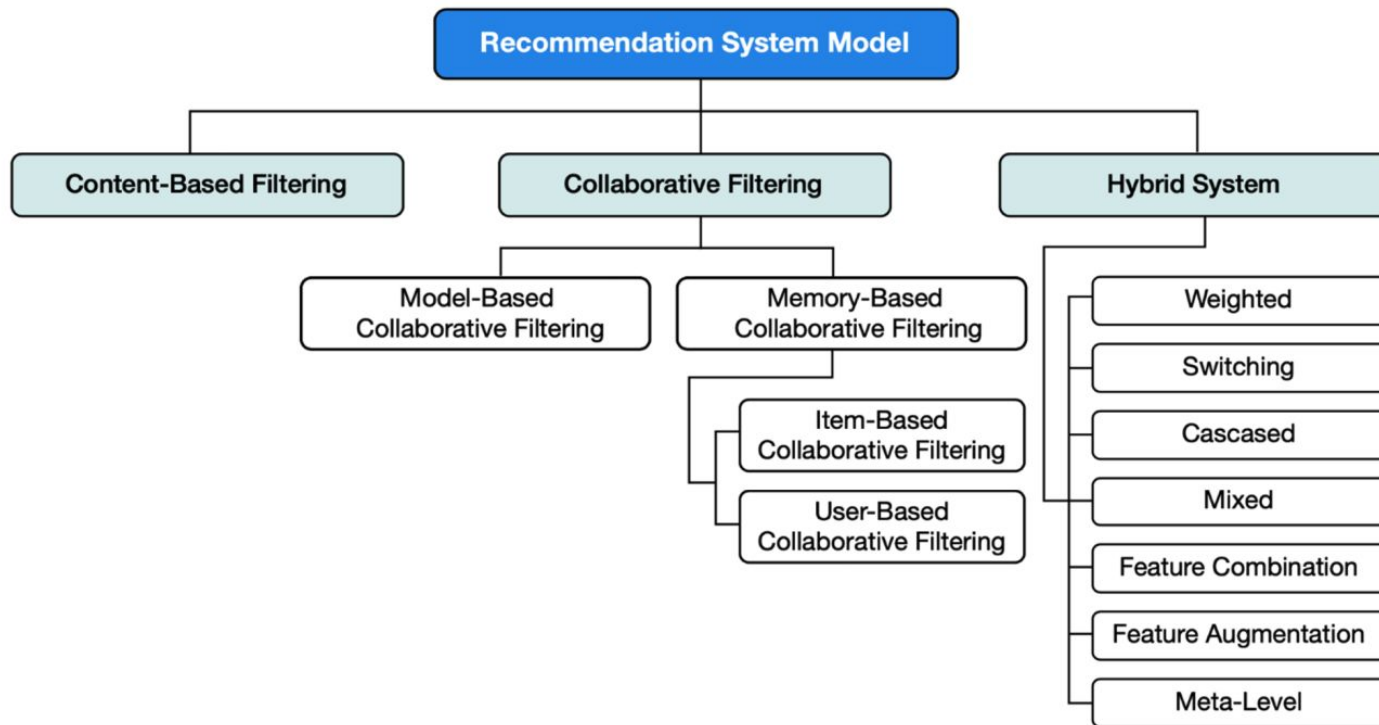 Recommendation System Model
Content-Based Filtering
Collaborative Filtering
Hybrid System
Model-Based
Collaborative Filtering
Memory-Based
Collaborative Filtering
Item-Based
Collaborative Filtering
User-Based
Collaborative Filtering
Weighted
Switching
Cascased
Mixed
Feature Combination
Feature Augmentation
Meta-Level